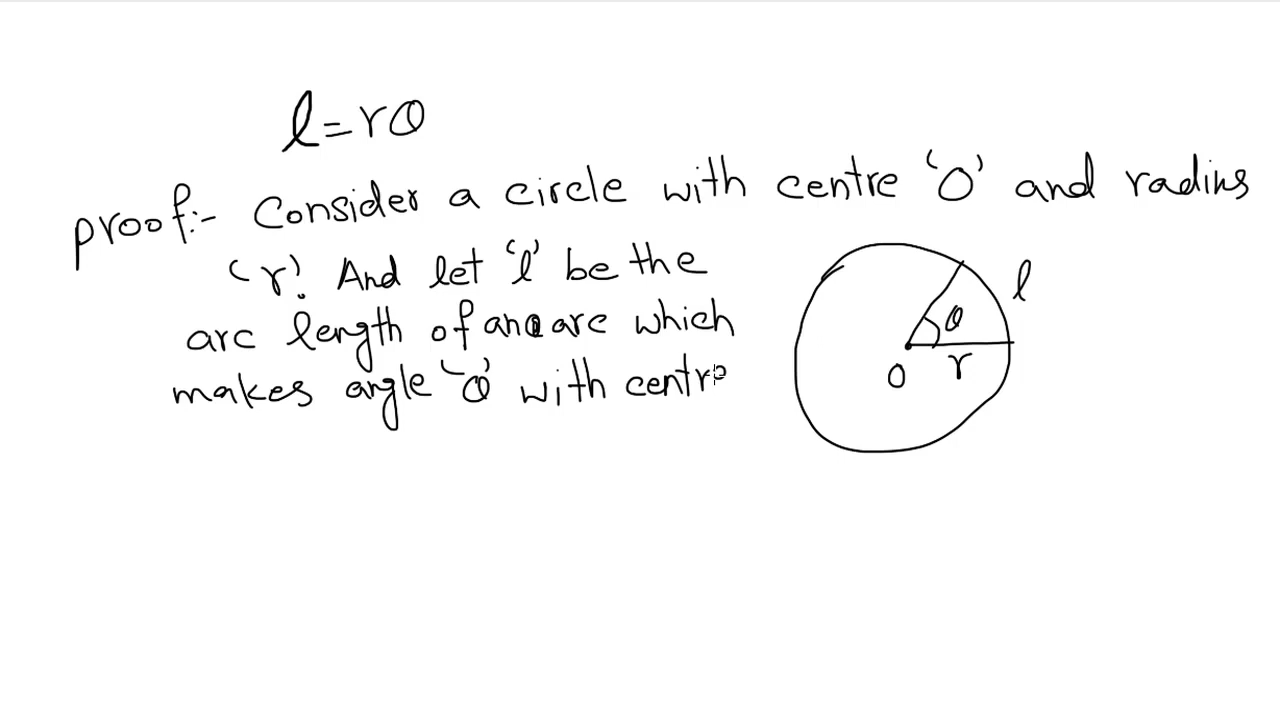 l = rθ
proof:- Consider a circle with centre 'O' and radius
'r'. And let 'l' be the
arc length of an arc which
makes angle 'θ' with centre
l
θ
O r